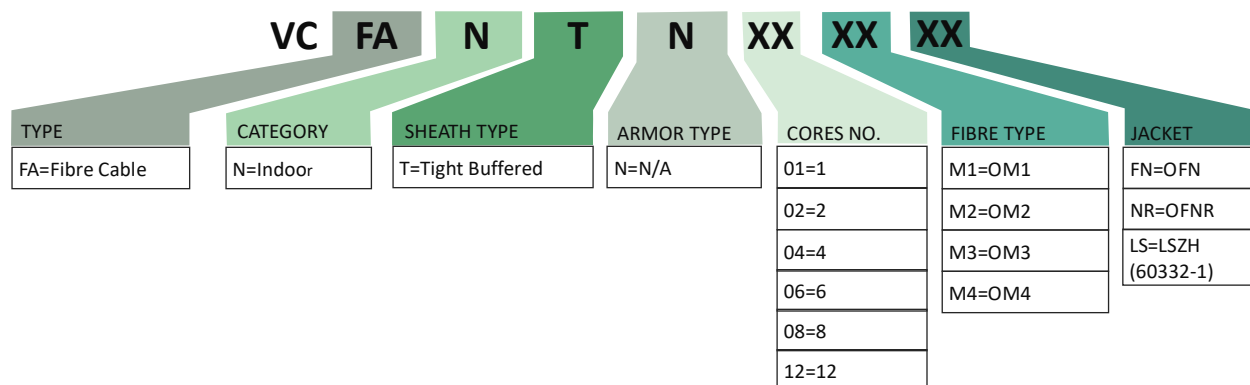 VC FA N T N XX XX XX
TYPE
FA=Fibre Cable
CATEGORY
N=Indoor
SHEATH TYPE
T=Tight Buffered
ARMOR TYPE
N=N/A
CORES NO.
01=1
02=2
04=4
06=6
08=8
12=12
FIBRE TYPE
M1=OM1
M2=OM2
M3=OM3
M4=OM4
JACKET
FN=OFN
NR=OFNR
LS=LSZH
(60332-1)